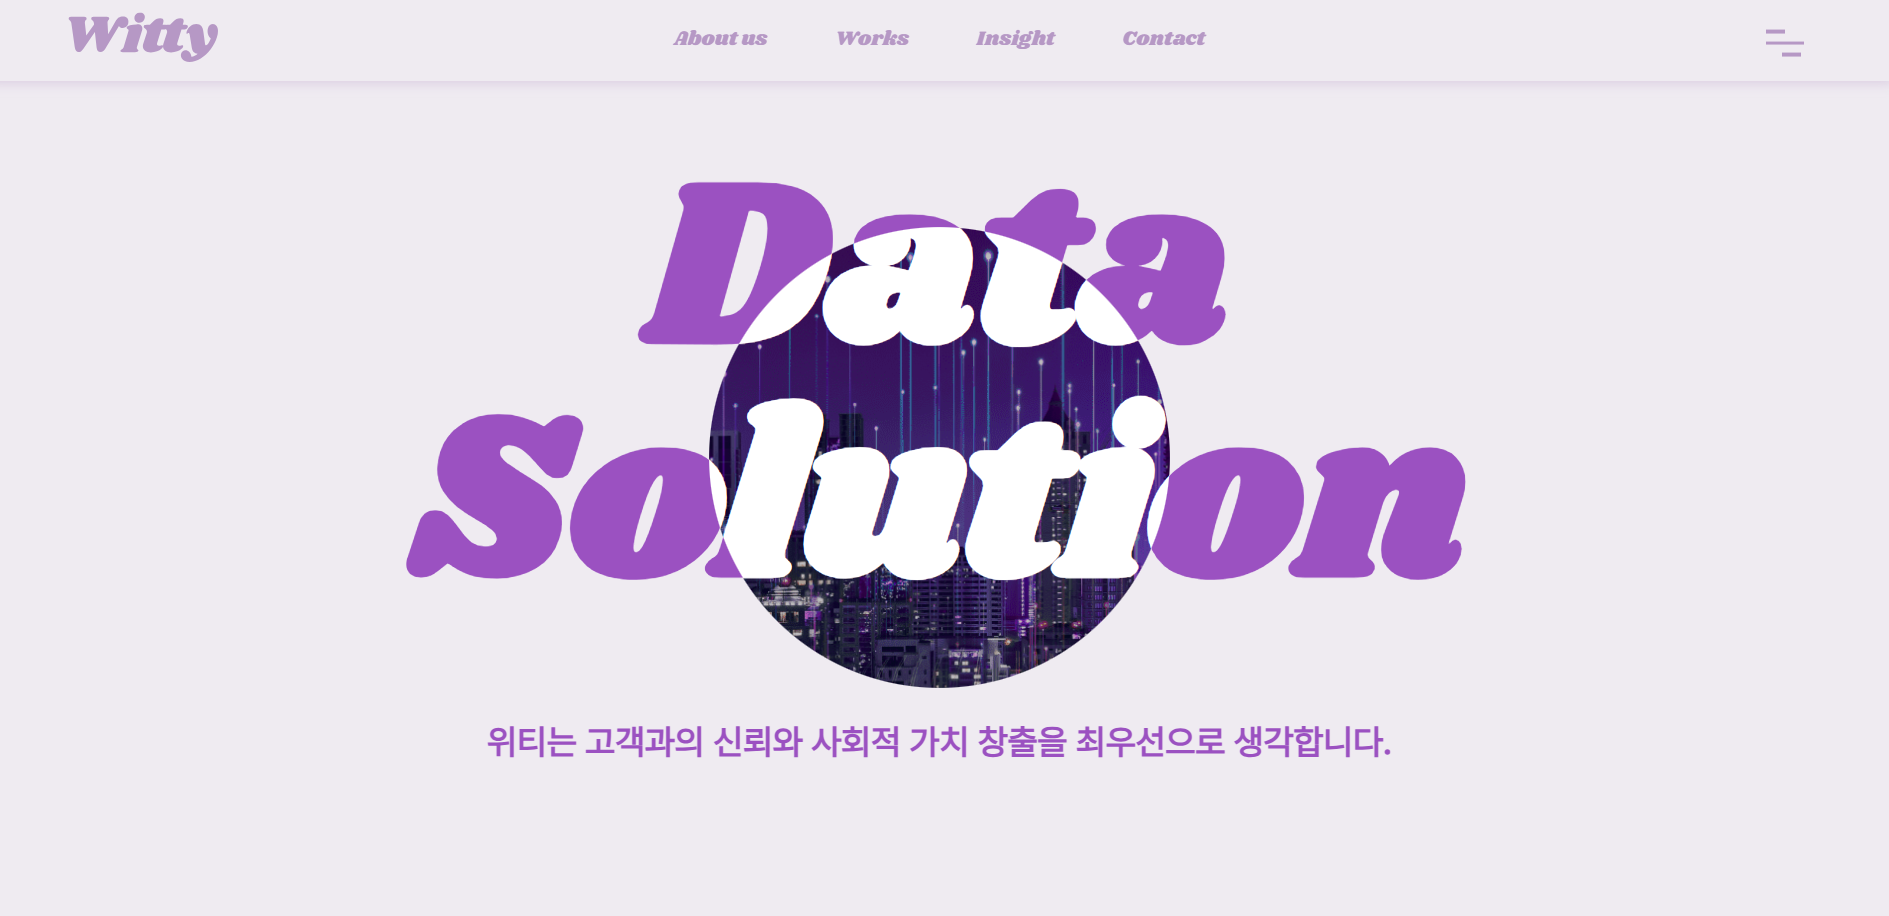 Witty
About us
Works
Insight
Contact
Data
Solution
위티는 고객과의 신뢰와 사회적 가치 창출을 최우선으로 생각합니다.